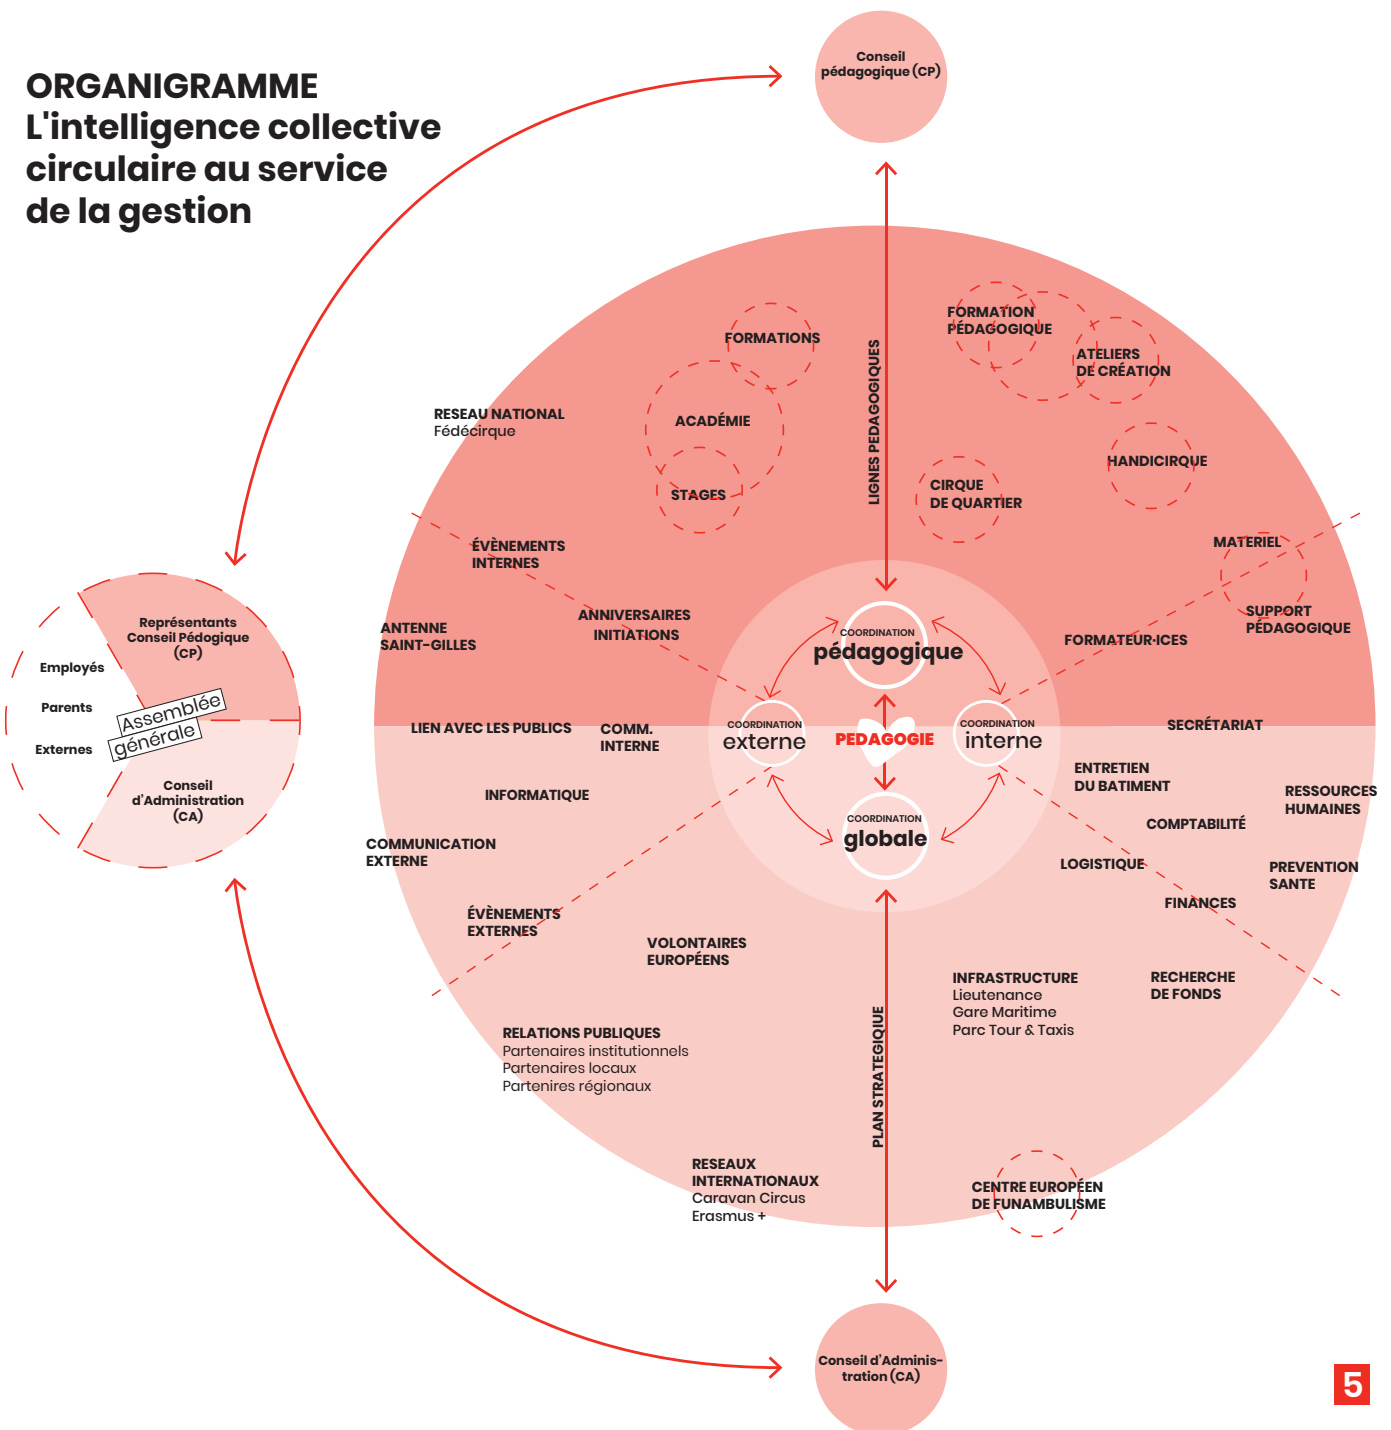 ORGANIGRAMME
L'intelligence collective
circulaire au service
de la gestion
Conseil
pédagogique (CP)
LIGNES PEDAGOGIQUES
FORMATIONS
ACADÉMIE
STAGES
RESEAU NATIONAL
Fédécirque
FORMATION
PÉDAGOGIQUE
ATELIERS
DE CRÉATION
HANDICIRQUE
CIRQUE
DE QUARTIER
MATERIEL
SUPPORT
PÉDAGOGIQUE
FORMATEUR·ICES
ÉVÈNEMENTS
INTERNES
ANNIVERSAIRES
INITIATIONS
ANTENNE
SAINT-GILLES
LIEN AVEC LES PUBLICS
COMM.
INTERNE
INFORMATIQUE
COMMUNICATION
EXTERNE
ÉVÈNEMENTS
EXTERNES
COORDINATION
pédagogique
COORDINATION
externe
PEDAGOGIE
COORDINATION
interne
COORDINATION
globale
SECRÉTARIAT
ENTRETIEN
DU BATIMENT
RESSOURCES
HUMAINES
COMPTABILITÉ
LOGISTIQUE
PREVENTION
SANTE
FINANCES
VOLONTAIRES
EUROPÉENS
RELATIONS PUBLIQUES
Partenaires institutionnels
Partenaires locaux
Partenires régionaux
RESEAUX
INTERNATIONAUX
Caravan Circus
Erasmus +
PLAN STRATEGIQIUE
INFRASTRUCTURE
Lieutenance
Gare Maritime
Parc Tour & Taxis
RECHERCHE
DE FONDS
CENTRE EUROPÉEN
DE FUNAMBULISME
Représentants
Conseil Pédogique
(CP)
Employés
Parents
Externes
Assemblée
générale
Conseil
d'Administration
(CA)
Conseil d'Adminis-
tration (CA)
5